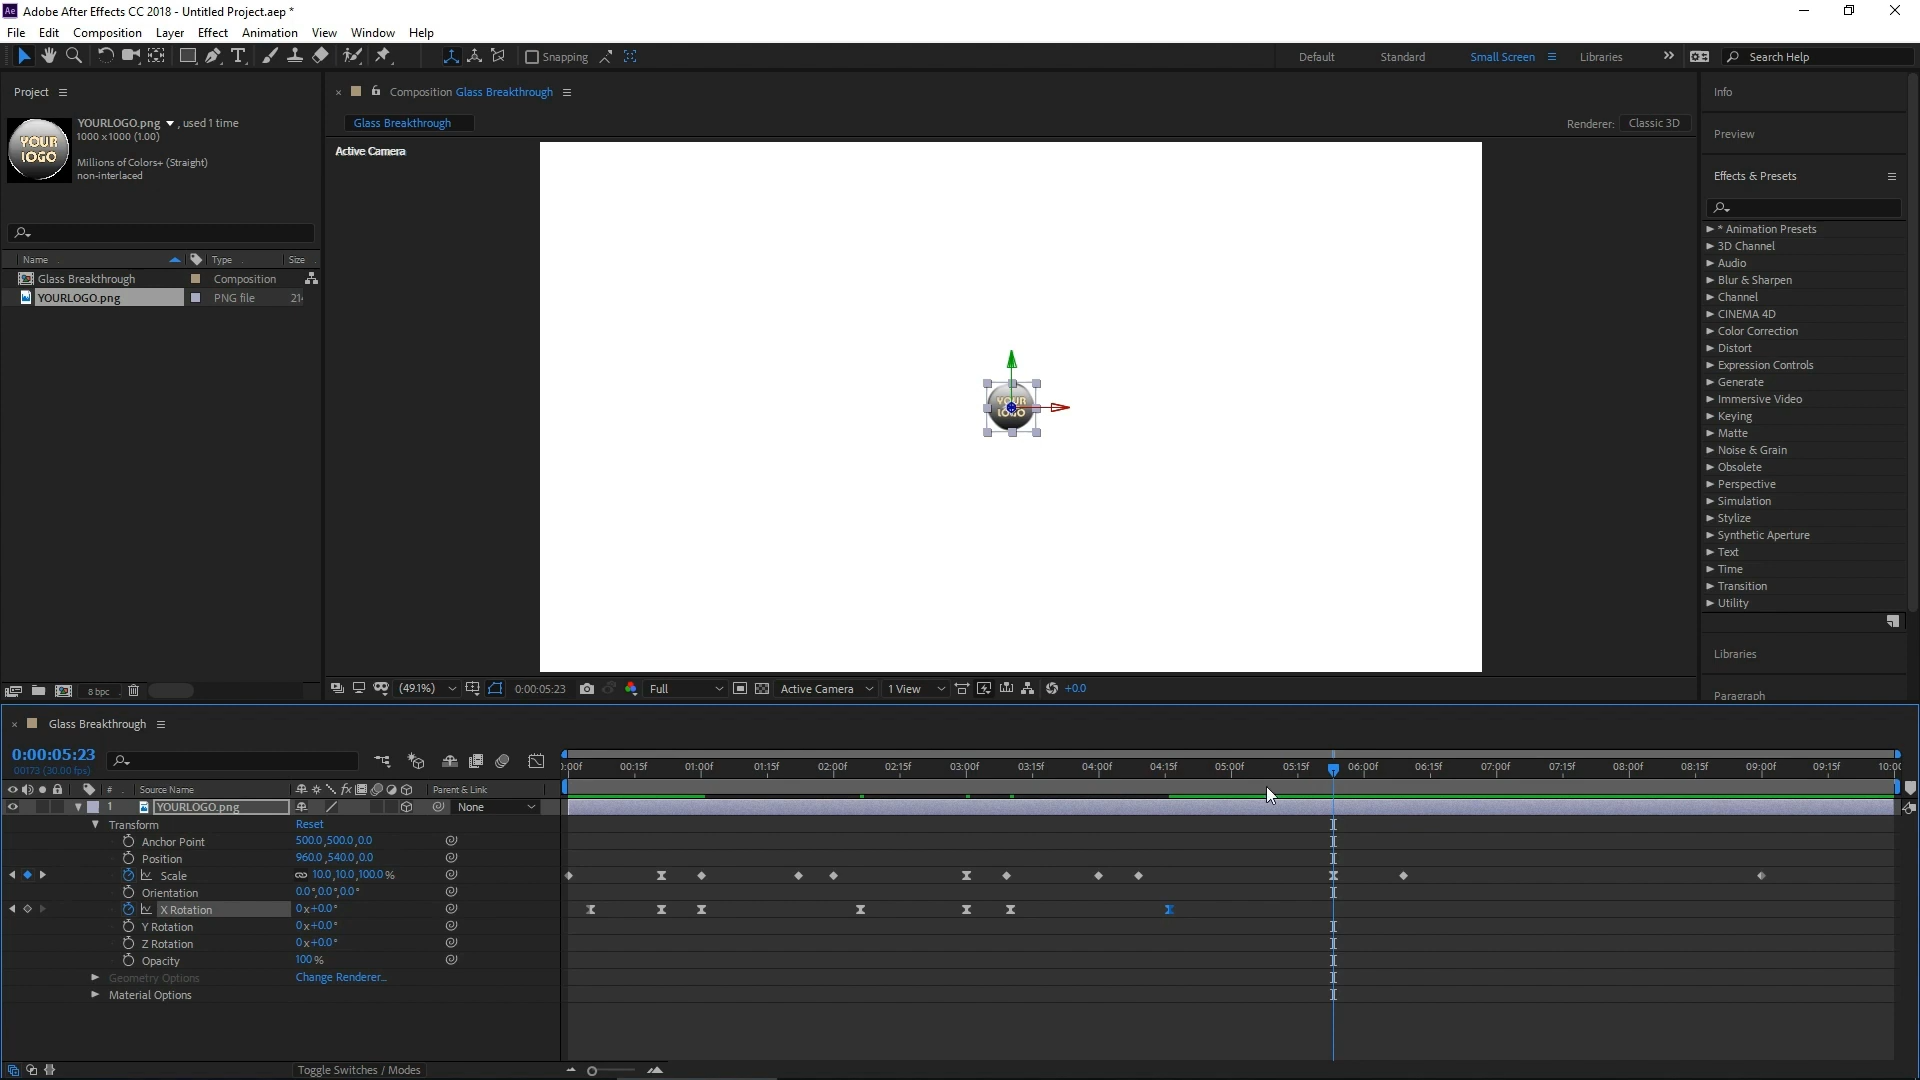 Ae Adobe After Effects CC 2018 - Untitled Project.aep *
File Edit Composition Layer Effect Animation View Window Help
Snapping
Default Standard Small Screen Libraries Search Help
Project
YOURLOGO.png , used 1 time
1000 x 1000 (1.00)
Millions of Colors+ (Straight)
non-interlaced
YOUR
LOGO
Name Type Size
Glass Breakthrough Composition
YOURLOGO.png PNG file 214
8 bpc
Composition Glass Breakthrough
Glass Breakthrough
Renderer: Classic 3D
Active Camera
YOUR
LOGO
(49.1%) 0:00:05:23 Full Active Camera 1 View +0.0
Info
Preview
Effects & Presets
* Animation Presets
3D Channel
Audio
Blur & Sharpen
Channel
CINEMA 4D
Color Correction
Distort
Expression Controls
Generate
Immersive Video
Keying
Matte
Noise & Grain
Obsolete
Perspective
Simulation
Stylize
Synthetic Aperture
Text
Time
Transition
Utility
Libraries
Paragraph
Glass Breakthrough
0:00:05:23
00173 (30.00 fps)
:00f 00:15f 01:00f 01:15f 02:00f 02:15f 03:00f 03:15f 04:00f 04:15f 05:00f 05:15f 06:00f 06:15f 07:00f 07:15f 08:00f 08:15f 09:00f 09:15f 10:00
# Source Name fx Parent & Link
1 YOURLOGO.png None
Transform Reset
Anchor Point 500.0,500.0,0.0
Position 960.0,540.0,0.0
Scale 10.0,10.0,100.0%
Orientation 0.0°,0.0°,0.0°
X Rotation 0x+0.0°
Y Rotation 0x+0.0°
Z Rotation 0x+0.0°
Opacity 100%
Geometry Options Change Renderer...
Material Options
Toggle Switches / Modes